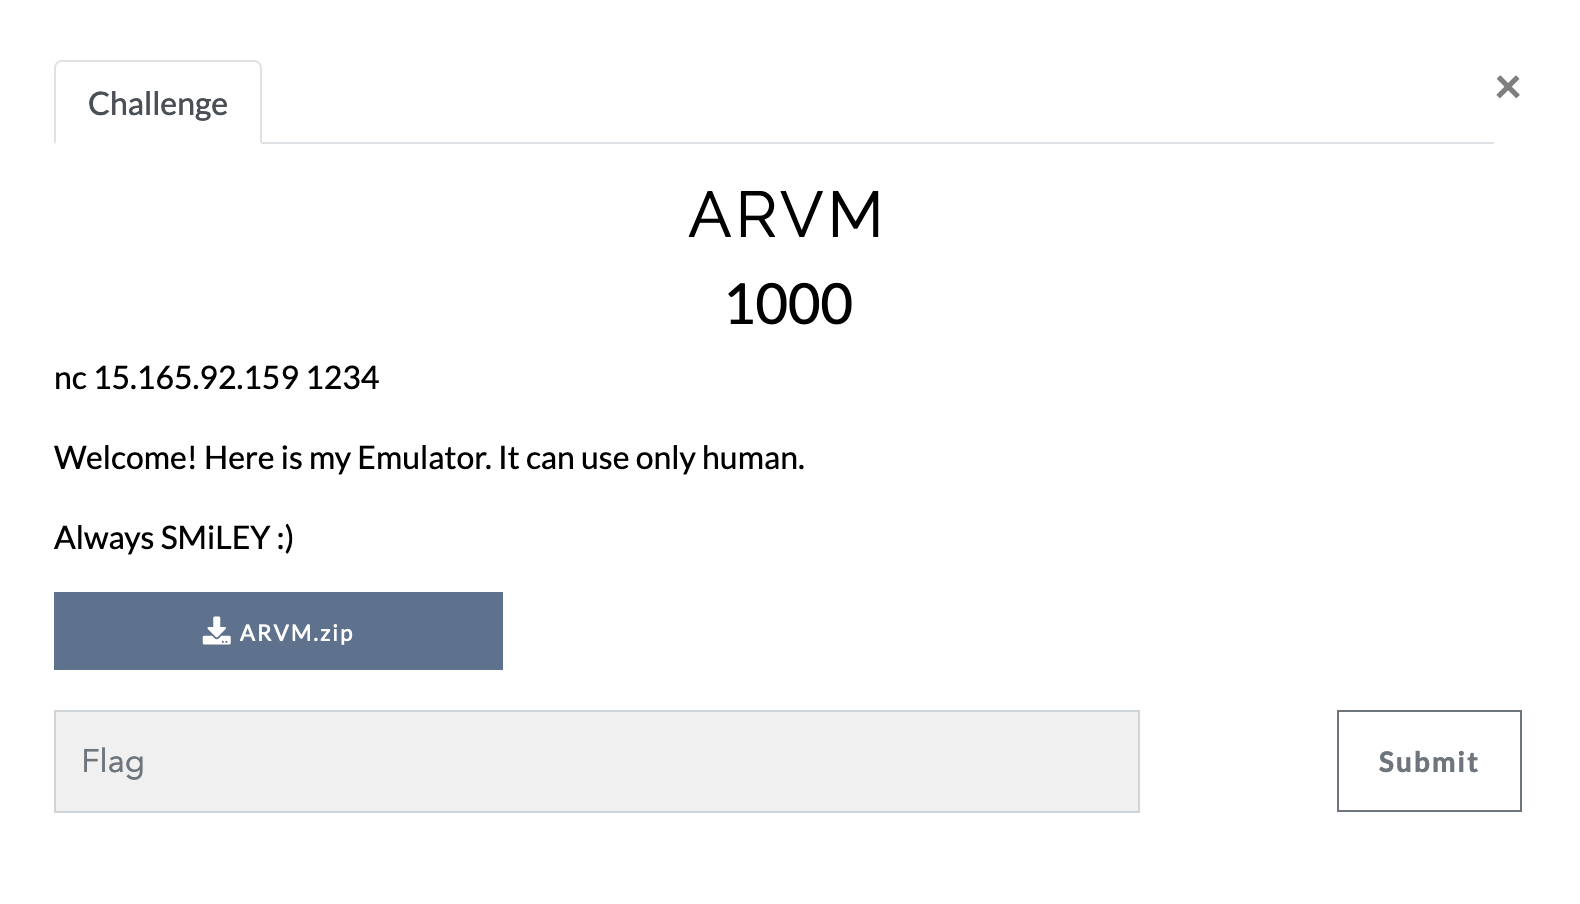 Challenge
×
ARVM
1000
nc 15.165.92.159 1234
Welcome! Here is my Emulator. It can use only human.
Always SMiLEY :)
ARVM.zip
Flag
Submit